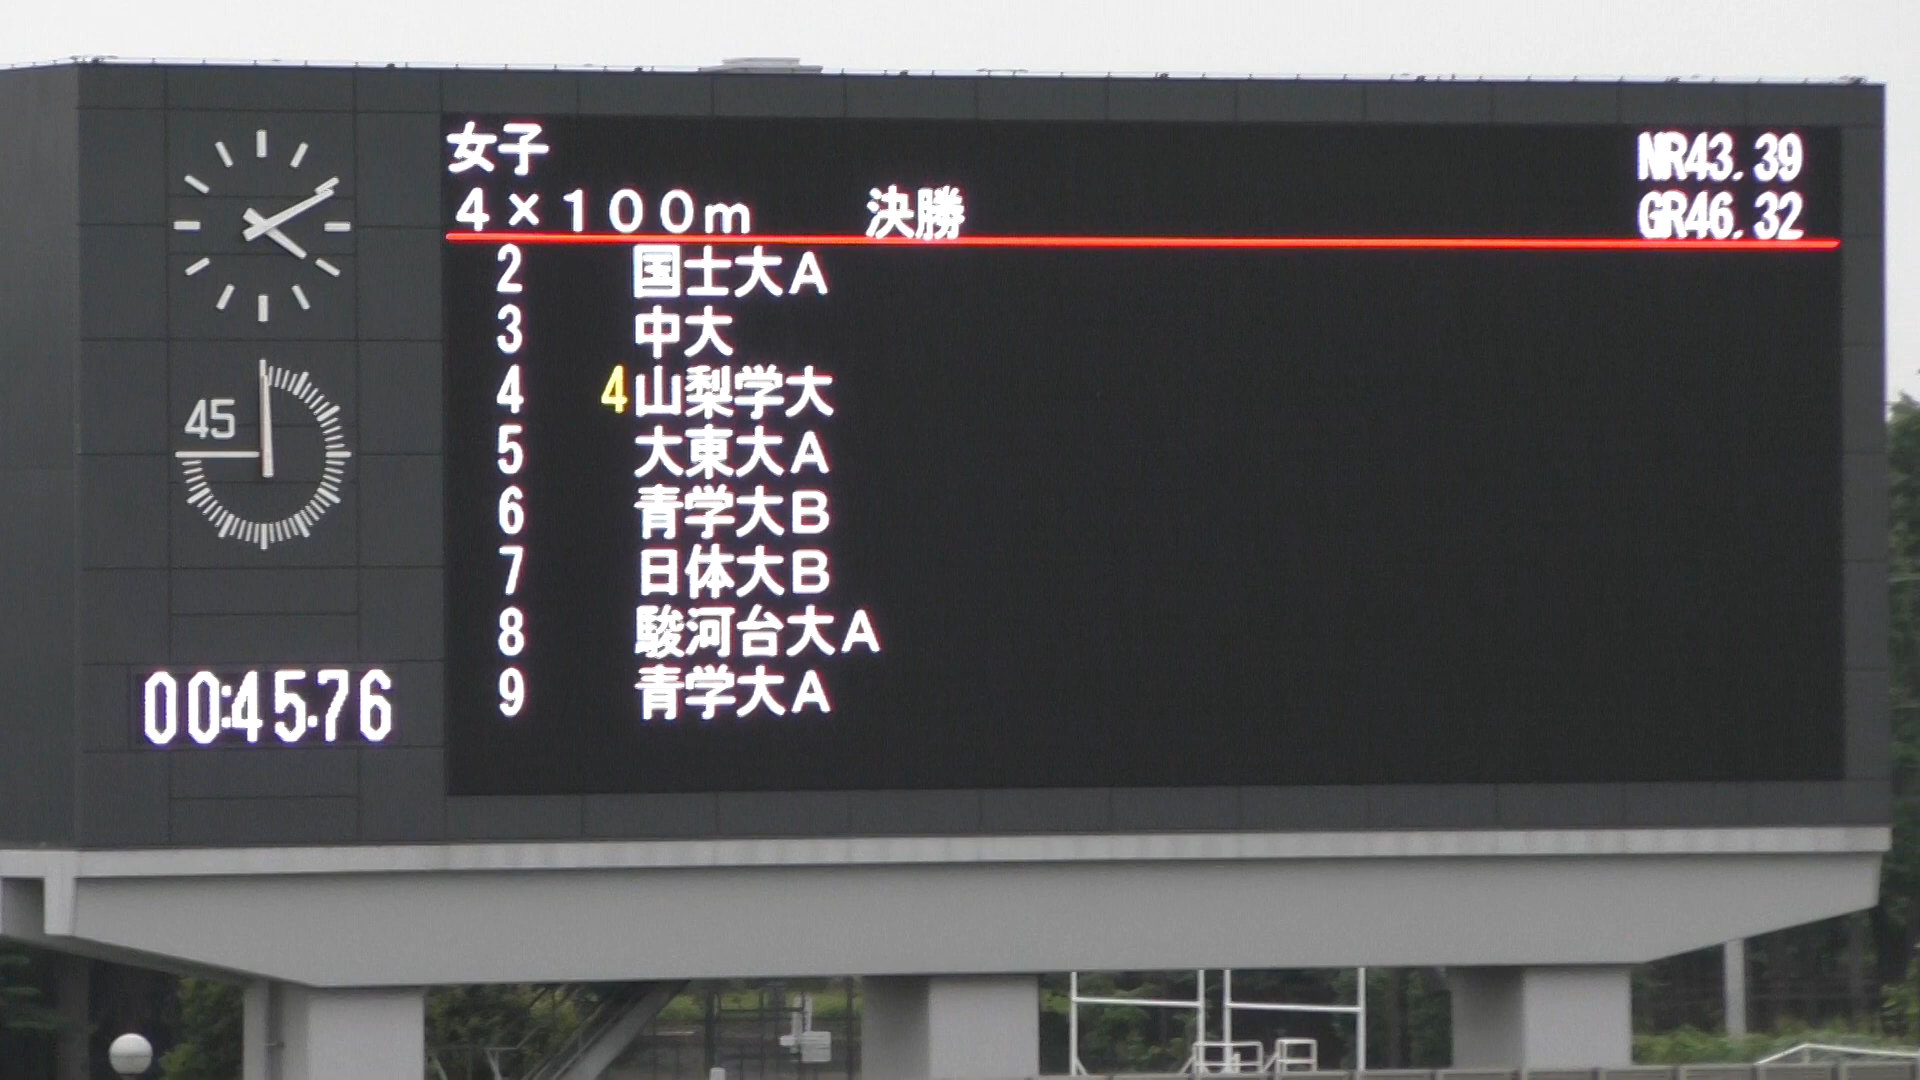 女子
NR43.39
4×100m 決勝
GR46.32
2 国士大A
3 中大
4 4山梨学大
5 大東大A
6 青学大B
7 日体大B
8 駿河台大A
9 青学大A
45
00:45.76